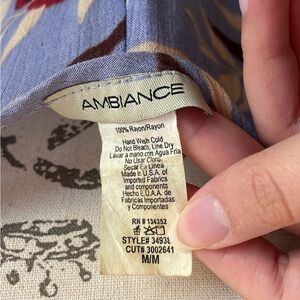 AMBIANCE
100% Rayon/Rayon
Hand Wash Cold
Do Not Bleach, Line Dry
Lavar a mano con Agua Fria
No Usar Cloro,
Secar En Linea
Made in U.S.A. of
Imported Fabrics
and components
Hecho E.U.A.A. de
Fabricas Importadas
y Componentes
RN # 134352
STYLE# 3493
CUT# 3002641
M/M